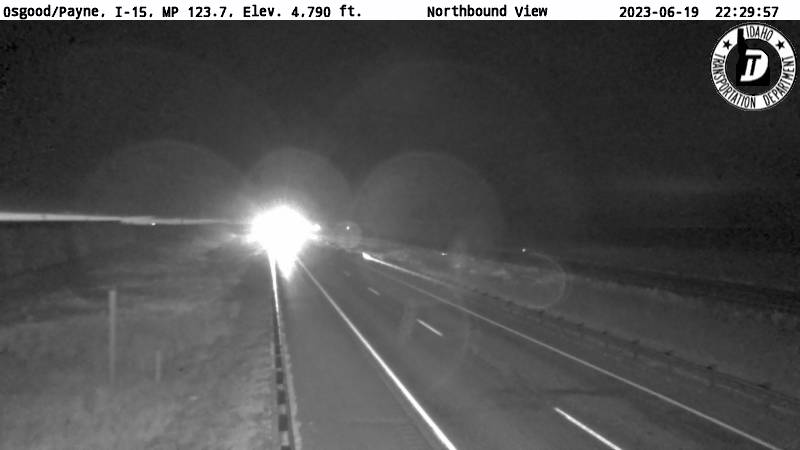 Osgood/Payne, I-15, MP 123.7, Elev. 4,790 ft. Northbound View 2023-06-19 22:29:57
IDAHO
TRANSPORTATION DEPARTMENT